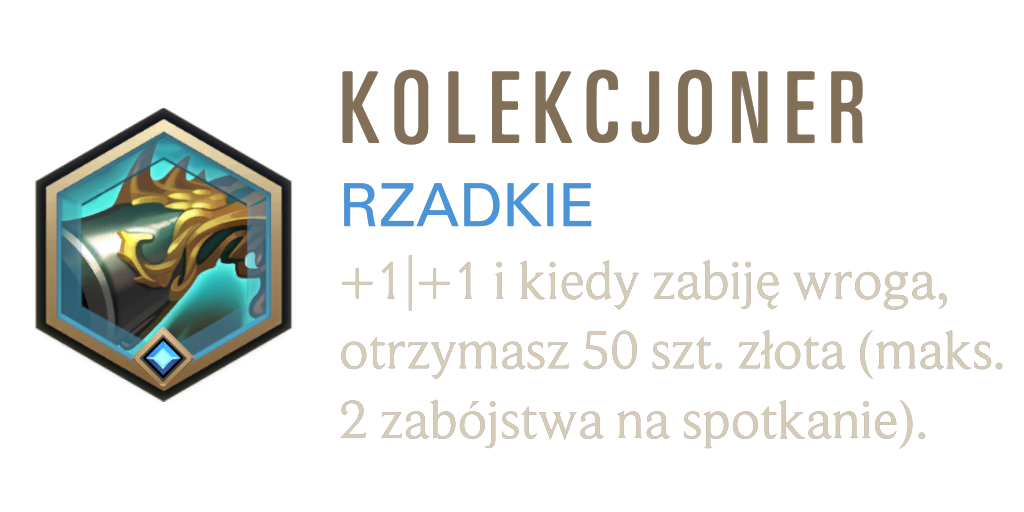 KOLEKCJONER
RZADKIE
+1|+1 i kiedy zabiję wroga,
otrzymasz 50 szt. złota (maks.
2 zabójstwa na spotkanie).